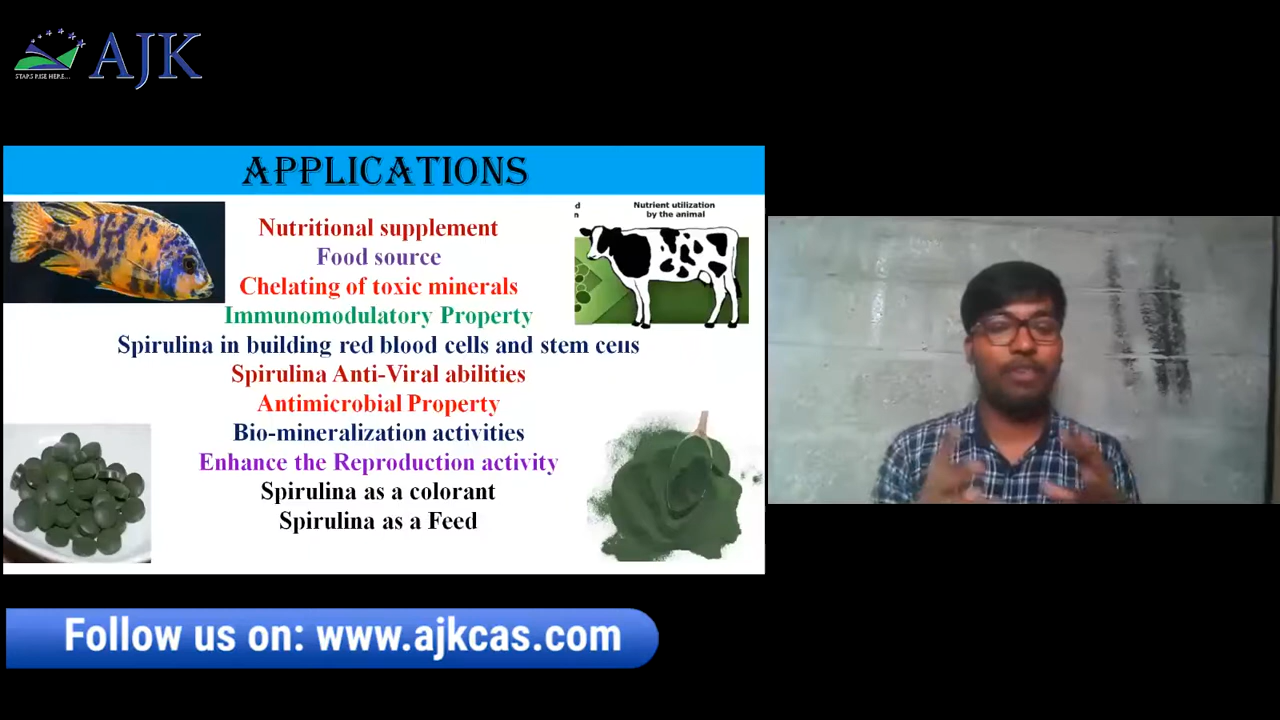 AJK
STARS RISE HERE...
APPLICATIONS
d
n
Nutrient utilization
by the animal
Nutritional supplement
Food source
Chelating of toxic minerals
Immunomodulatory Property
Spirulina in building red blood cells and stem cells
Spirulina Anti-Viral abilities
Antimicrobial Property
Bio-mineralization activities
Enhance the Reproduction activity
Spirulina as a colorant
Spirulina as a Feed
Follow us on: www.ajkcas.com